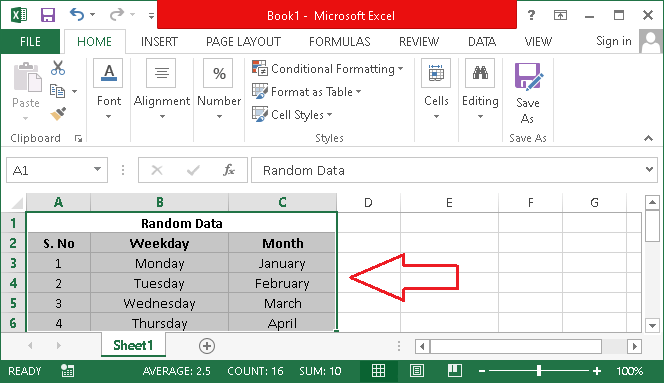 Book1 - Microsoft Excel
FILE HOME INSERT PAGE LAYOUT FORMULAS REVIEW DATA VIEW Sign in
Paste Font Alignment Number Conditional Formatting Format as Table Cell Styles Cells Editing Save As
Clipboard Styles Save As
A1 fx Random Data
A B C D E F G
1 Random Data
2 S. No Weekday Month
3 1 Monday January
4 2 Tuesday February
5 3 Wednesday March
6 4 Thursday April
Sheet1
READY AVERAGE: 2.5 COUNT: 16 SUM: 10 100%